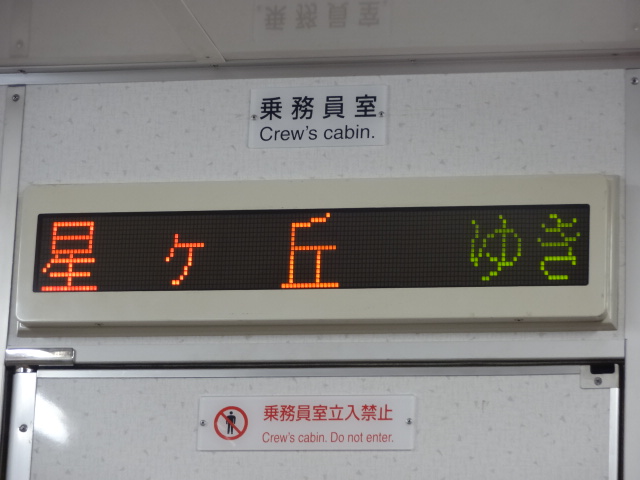 乗務員室
Crew's cabin.
星ヶ丘 ゆき
乗務員室立入禁止
Crew's cabin. Do not enter.